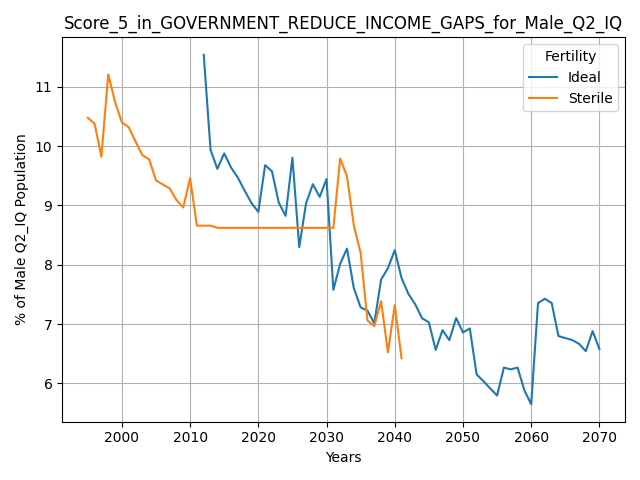 Score_5_in_GOVERNMENT_REDUCE_INCOME_GAPS_for_Male_Q2_IQ
Fertility
Ideal
Sterile
% of Male Q2_IQ Population
11
10
9
8
7
6
2000 2010 2020 2030 2040 2050 2060 2070
Years